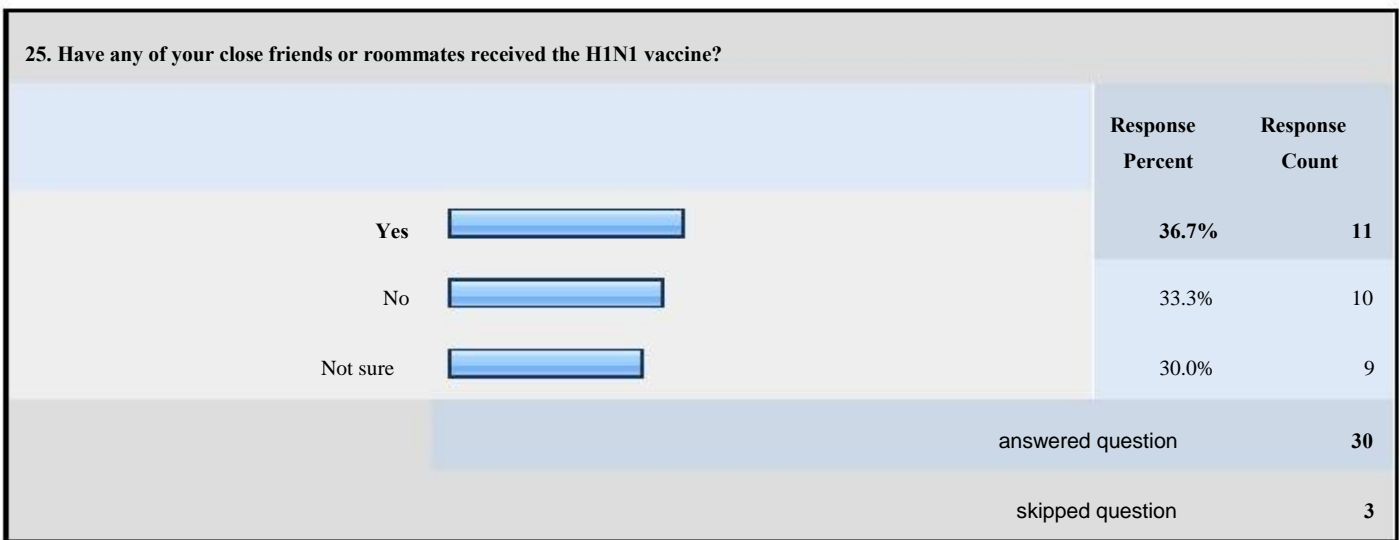 25. Have any of your close friends or roommates received the H1N1 vaccine?
Response Response
Percent Count
Yes 36.7% 11
No 33.3% 10
Not sure 30.0% 9
answered question 30
skipped question 3